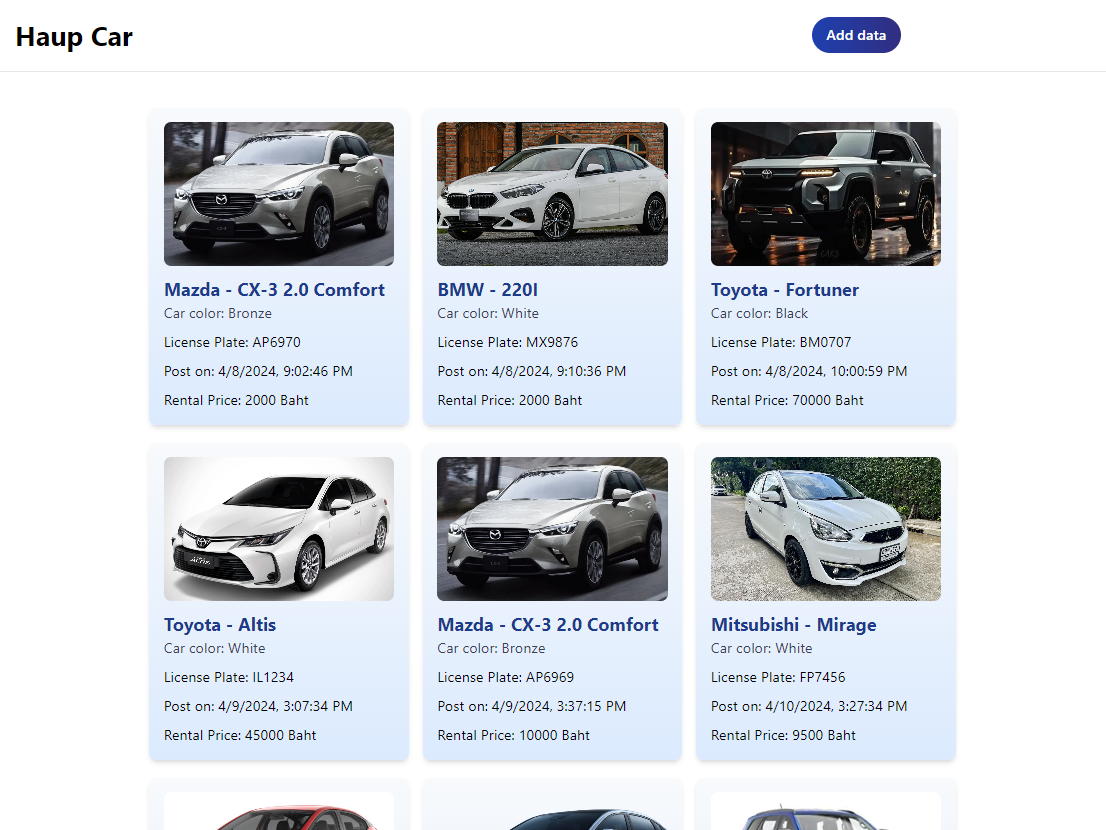 Haup Car
Add data
Mazda - CX-3 2.0 Comfort
Car color: Bronze
License Plate: AP6970
Post on: 4/8/2024, 9:02:46 PM
Rental Price: 2000 Baht
BMW - 220I
Car color: White
License Plate: MX9876
Post on: 4/8/2024, 9:10:36 PM
Rental Price: 2000 Baht
Toyota - Fortuner
Car color: Black
License Plate: BM0707
Post on: 4/8/2024, 10:00:59 PM
Rental Price: 70000 Baht
ALTIS
Toyota - Altis
Car color: White
License Plate: IL1234
Post on: 4/9/2024, 3:07:34 PM
Rental Price: 45000 Baht
Mazda - CX-3 2.0 Comfort
Car color: Bronze
License Plate: AP6969
Post on: 4/9/2024, 3:37:15 PM
Rental Price: 10000 Baht
Mitsubishi - Mirage
Car color: White
License Plate: FP7456
Post on: 4/10/2024, 3:27:34 PM
Rental Price: 9500 Baht